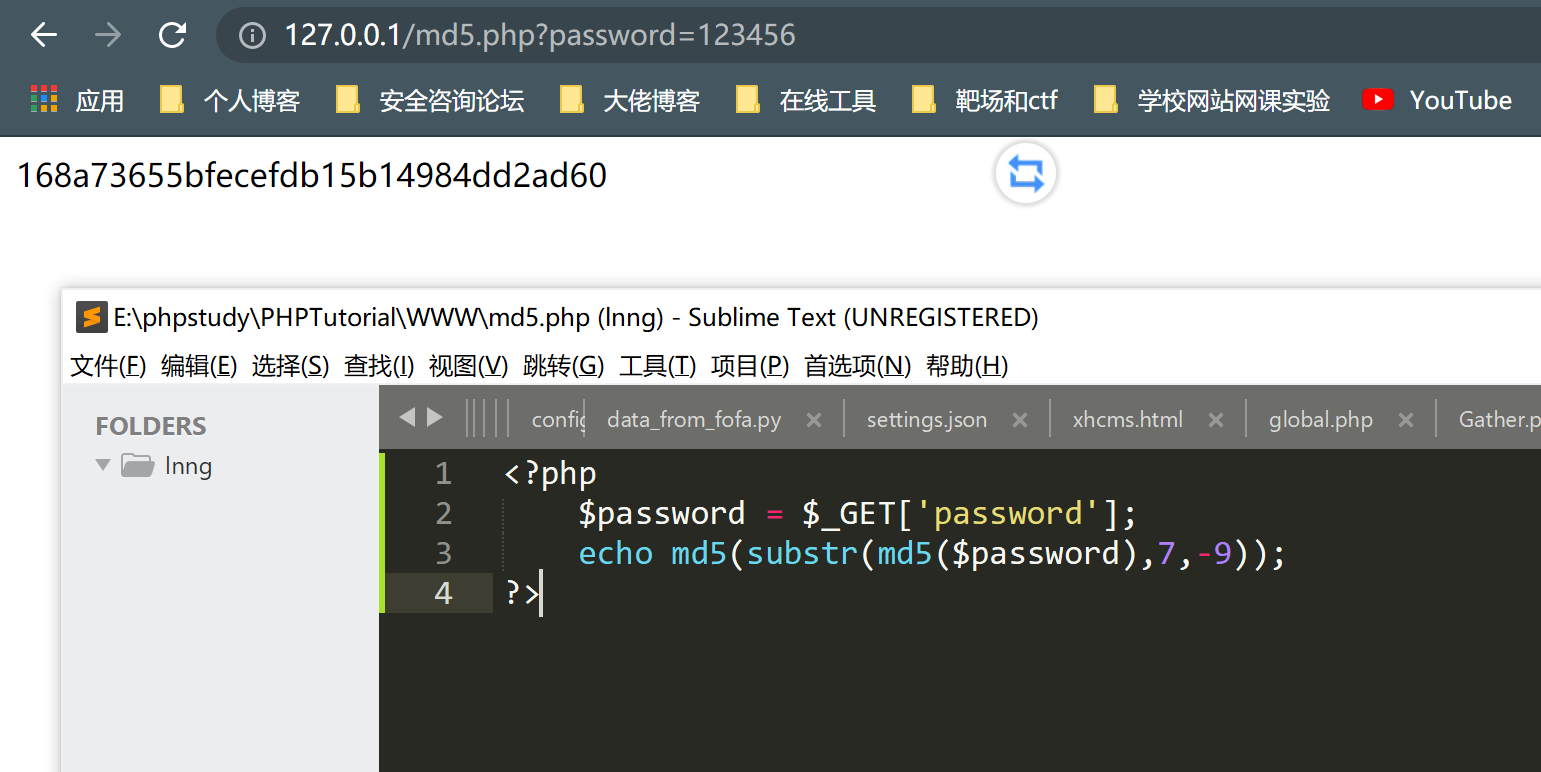 127.0.0.1/md5.php?password=123456
应用 个人博客 安全咨询论坛 大佬博客 在线工具 靶场和ctf 学校网站网课实验 YouTube
168a73655bfecefdb15b14984dd2ad60
E:\phpstudy\PHPTutorial\WWW\md5.php (lnng) - Sublime Text (UNREGISTERED)
文件(F) 编辑(E) 选择(S) 查找(I) 视图(V) 跳转(G) 工具(T) 项目(P) 首选项(N) 帮助(H)
FOLDERS
lnng
config data_from_fofa.py settings.json xhcms.html global.php Gather.p
1 <?php
2 $password = $_GET['password'];
3 echo md5(substr(md5($password),7,-9));
4 ?>